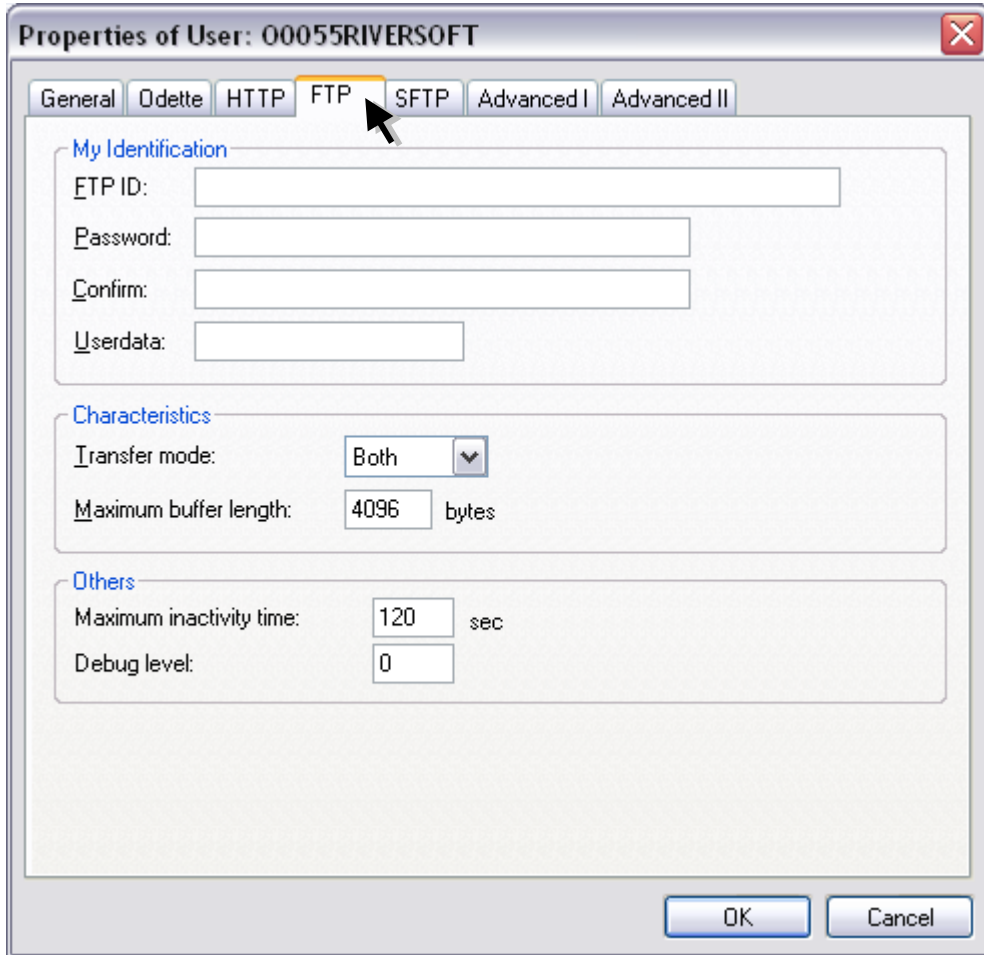 Properties of User: O0055RIVERSOFT
General Odette HTTP FTP SFTP Advanced I Advanced II
My Identification
FTP ID:
Password:
Confirm:
Userdata:
Characteristics
Transfer mode: Both
Maximum buffer length: 4096 bytes
Others
Maximum inactivity time: 120 sec
Debug level: 0
OK Cancel